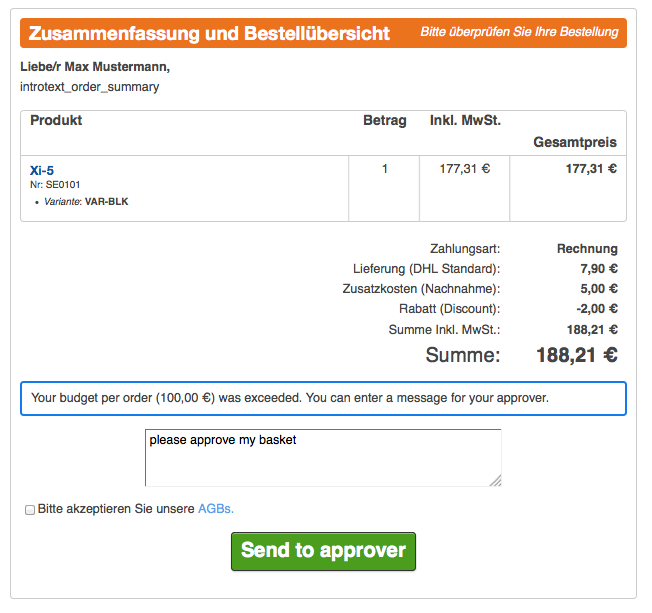 Zusammenfassung und Bestellübersicht Bitte überprüfen Sie Ihre Bestellung
Liebe/r Max Mustermann,
introtext_order_summary
Produkt Betrag Inkl. MwSt.
Gesamtpreis
Xi-5 1 177,31 € 177,31 €
Nr: SE0101
• Variante: VAR-BLK
Zahlungsart: Rechnung
Lieferung (DHL Standard): 7,90 €
Zusatzkosten (Nachnahme): 5,00 €
Rabatt (Discount): -2,00 €
Summe Inkl. MwSt.: 188,21 €
Summe: 188,21 €
Your budget per order (100,00 €) was exceeded. You can enter a message for your approver.
please approve my basket
Bitte akzeptieren Sie unsere AGBs.
Send to approver